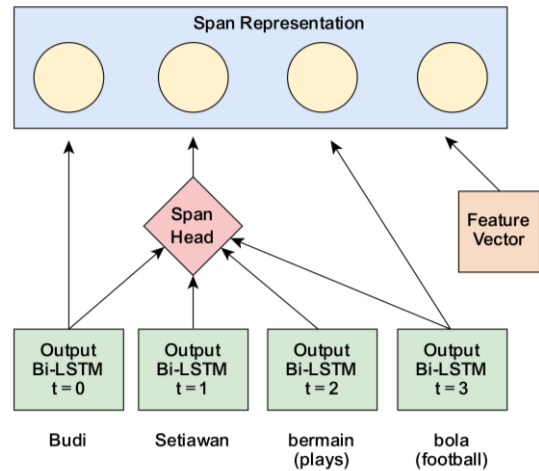 Span Representation
Span
Head
Feature
Vector
Output
Bi-LSTM
t = 0
Output
Bi-LSTM
t = 1
Output
Bi-LSTM
t = 2
Output
Bi-LSTM
t = 3
Budi
Setiawan
bermain
(plays)
bola
(football)